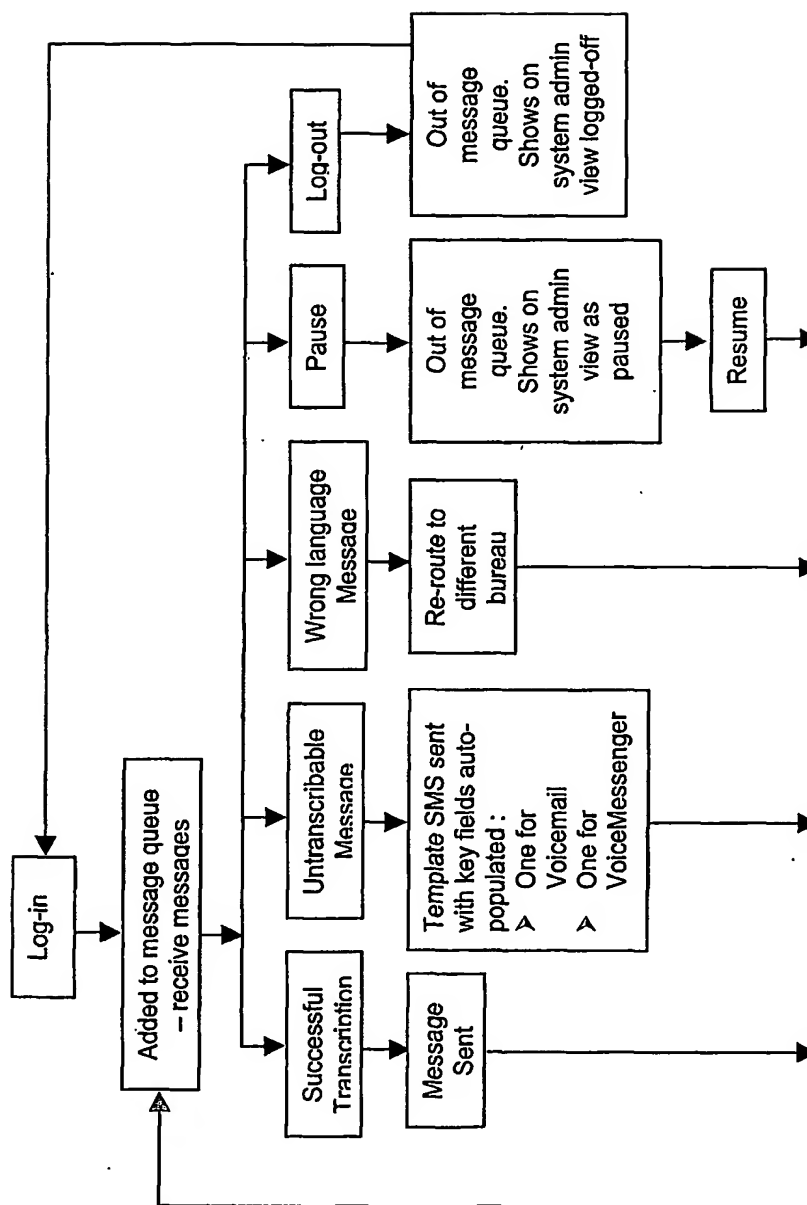 Log-in
Added to message queue
– receive messages
Successful
Transcription
Untranscribable
Message
Wrong language
Message
Pause
Log-out
Message
Sent
Template SMS sent
with key fields auto-
populated :
➢ One for
Voicemail
➢ One for
VoiceMessenger
Re-route to
different
bureau
Out of
message
queue.
Shows on
system admin
view as
paused
Out of
message
queue.
Shows on
system admin
view logged-off
Resume